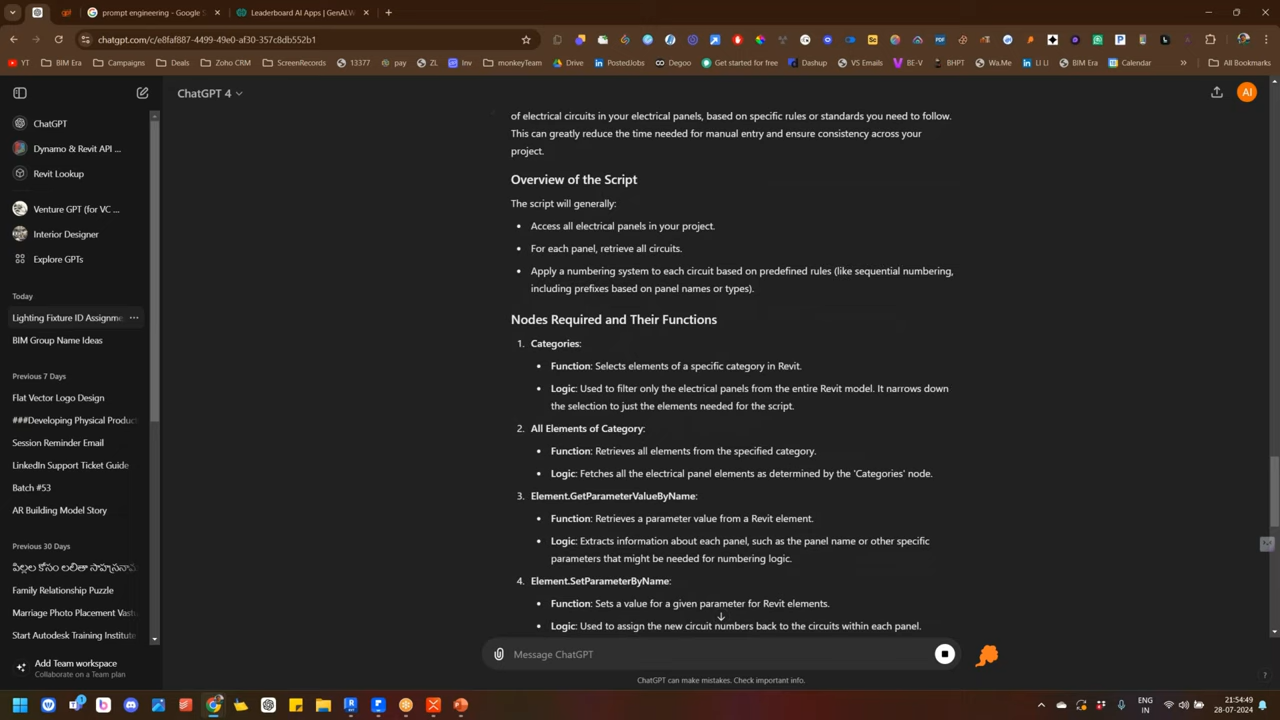 prompt engineering - Google S
Leaderboard AI Apps | GenAI.W
chatgpt.com/c/e8faf887-4499-49e0-af30-357c8db552b1
YT
BIM Era
Campaigns
Deals
Zoho CRM
ScreenRecords
13377
pay
ZL
Inv
monkeyTeam
Drive
PostedJobs
Degoo
Get started for free
Dashup
VS Emails
BE-V
BHPT
Wa.Me
LI LI
BIM Era
Calendar
All Bookmarks
ChatGPT 4
AI
ChatGPT
Dynamo & Revit API ...
Revit Lookup
Venture GPT (for VC ...
Interior Designer
Explore GPTs
Today
Lighting Fixture ID Assignme
BIM Group Name Ideas
Previous 7 Days
Flat Vector Logo Design
###Developing Physical Produc
Session Reminder Email
LinkedIn Support Ticket Guide
Batch #53
AR Building Model Story
Previous 30 Days
పిల్లల కోసం లలితా సాహస్రనామ
Family Relationship Puzzle
Marriage Photo Placement Vastu
Start Autodesk Training Institute
Add Team workspace
Collaborate on a Team plan
of electrical circuits in your electrical panels, based on specific rules or standards you need to follow.
This can greatly reduce the time needed for manual entry and ensure consistency across your
project.
Overview of the Script
The script will generally:
• Access all electrical panels in your project.
• For each panel, retrieve all circuits.
• Apply a numbering system to each circuit based on predefined rules (like sequential numbering,
including prefixes based on panel names or types).
Nodes Required and Their Functions
1. Categories:
• Function: Selects elements of a specific category in Revit.
• Logic: Used to filter only the electrical panels from the entire Revit model. It narrows down
the selection to just the elements needed for the script.
2. All Elements of Category:
• Function: Retrieves all elements from the specified category.
• Logic: Fetches all the electrical panel elements as determined by the 'Categories' node.
3. Element.GetParameterValueByName:
• Function: Retrieves a parameter value from a Revit element.
• Logic: Extracts information about each panel, such as the panel name or other specific
parameters that might be needed for numbering logic.
4. Element.SetParameterByName:
• Function: Sets a value for a given parameter for Revit elements.
• Logic: Used to assign the new circuit numbers back to the circuits within each panel.
Message ChatGPT
ChatGPT can make mistakes. Check important info.
?
ENG
IN
21:54:49
28-07-2024